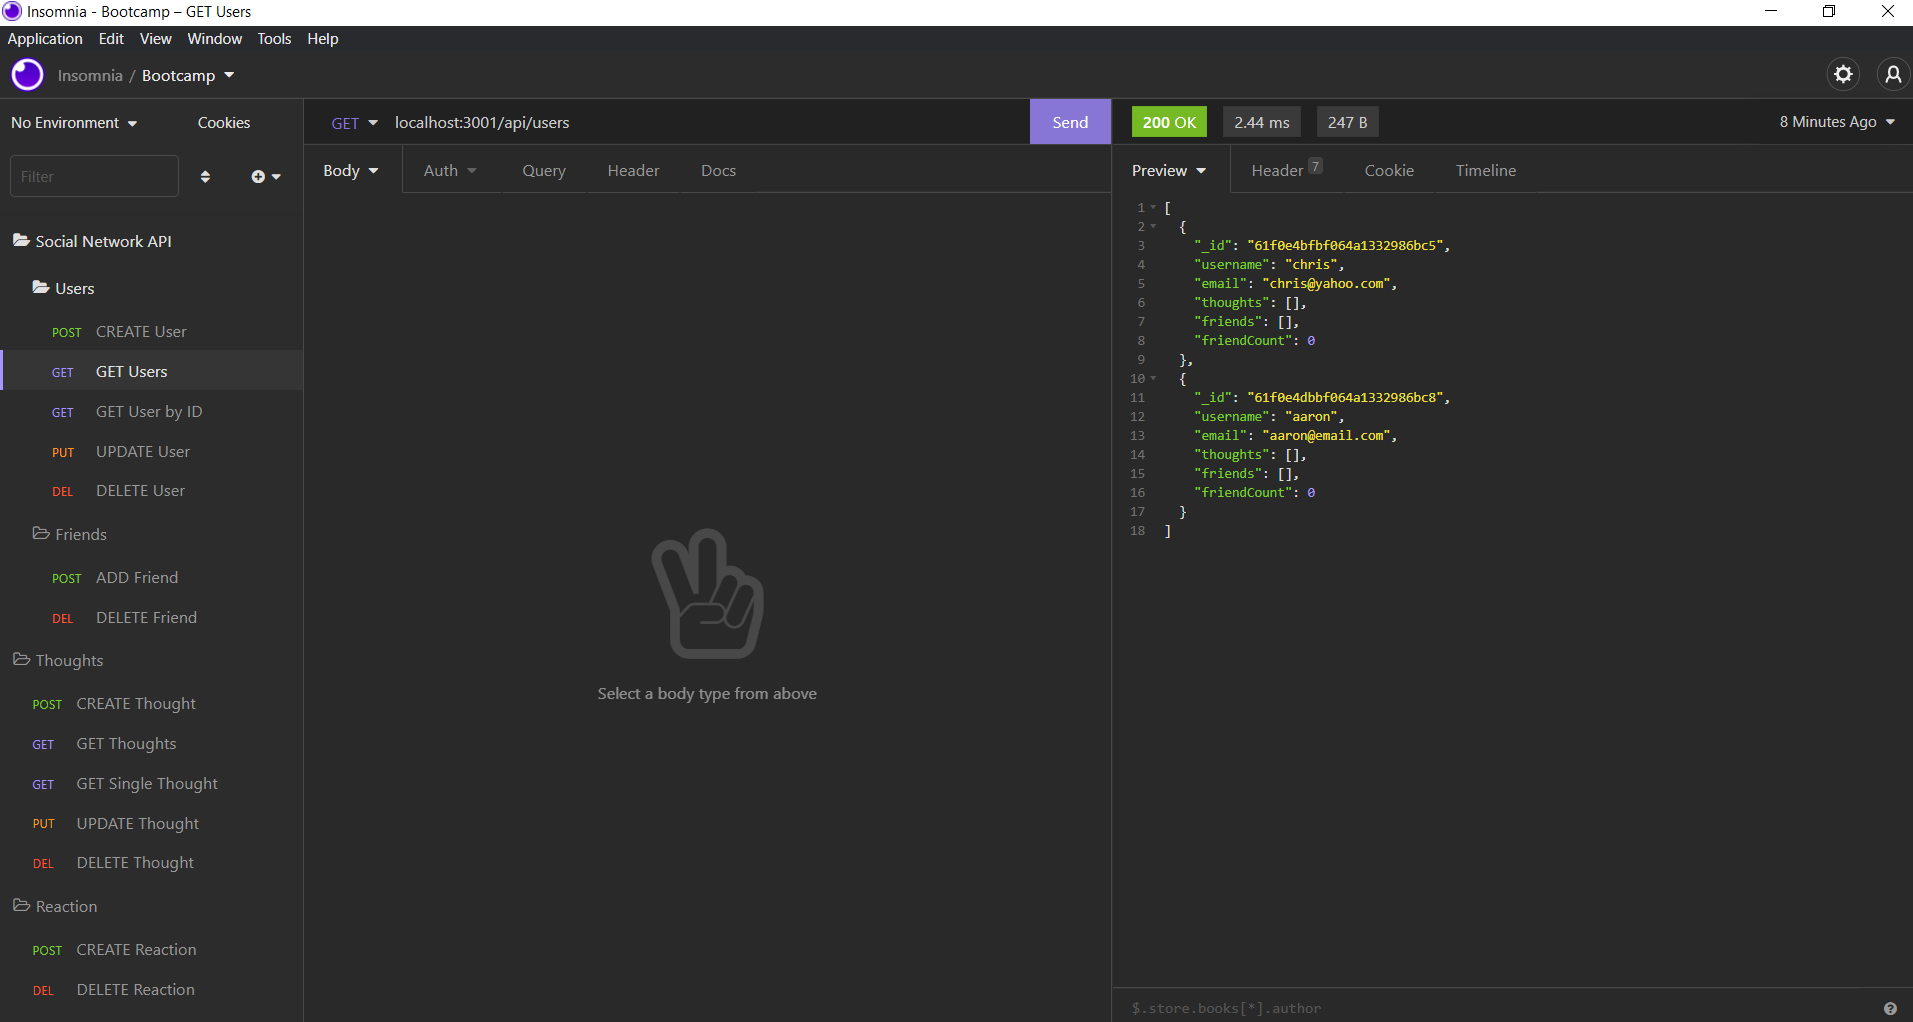 Insomnia - Bootcamp – GET Users
Application Edit View Window Tools Help
Insomnia / Bootcamp
No Environment Cookies
GET localhost:3001/api/users Send
200 OK 2.44 ms 247 B 8 Minutes Ago
Filter
Body Auth Query Header Docs
Preview Header 7 Cookie Timeline
Social Network API
Users
POST CREATE User
GET GET Users
GET GET User by ID
PUT UPDATE User
DEL DELETE User
Friends
POST ADD Friend
DEL DELETE Friend
Thoughts
POST CREATE Thought
GET GET Thoughts
GET GET Single Thought
PUT UPDATE Thought
DEL DELETE Thought
Reaction
POST CREATE Reaction
DEL DELETE Reaction
Select a body type from above
1 [
2 {
3 "_id": "61f0e4bfbf064a1332986bc5",
4 "username": "chris",
5 "email": "chris@yahoo.com",
6 "thoughts": [],
7 "friends": [],
8 "friendCount": 0
9 },
10 {
11 "_id": "61f0e4dbbf064a1332986bc8",
12 "username": "aaron",
13 "email": "aaron@email.com",
14 "thoughts": [],
15 "friends": [],
16 "friendCount": 0
17 }
18 ]
$.store.books[*].author